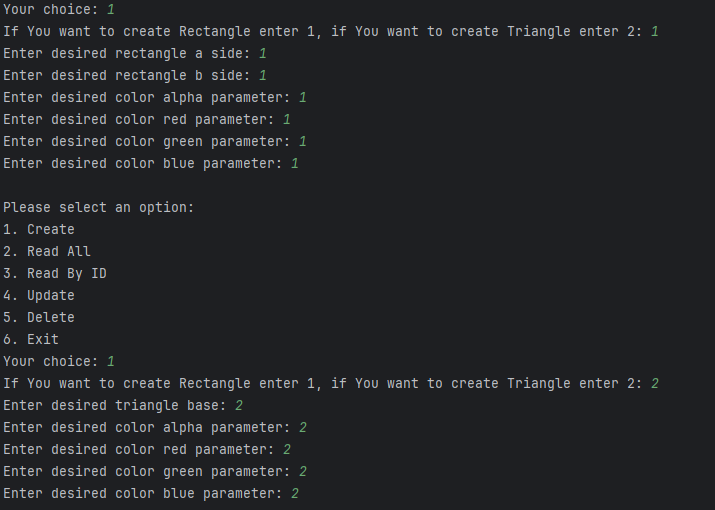 Your choice: 1
If You want to create Rectangle enter 1, if You want to create Triangle enter 2: 1
Enter desired rectangle a side: 1
Enter desired rectangle b side: 1
Enter desired color alpha parameter: 1
Enter desired color red parameter: 1
Enter desired color green parameter: 1
Enter desired color blue parameter: 1
Please select an option:
1. Create
2. Read All
3. Read By ID
4. Update
5. Delete
6. Exit
Your choice: 1
If You want to create Rectangle enter 1, if You want to create Triangle enter 2: 2
Enter desired triangle base: 2
Enter desired color alpha parameter: 2
Enter desired color red parameter: 2
Enter desired color green parameter: 2
Enter desired color blue parameter: 2